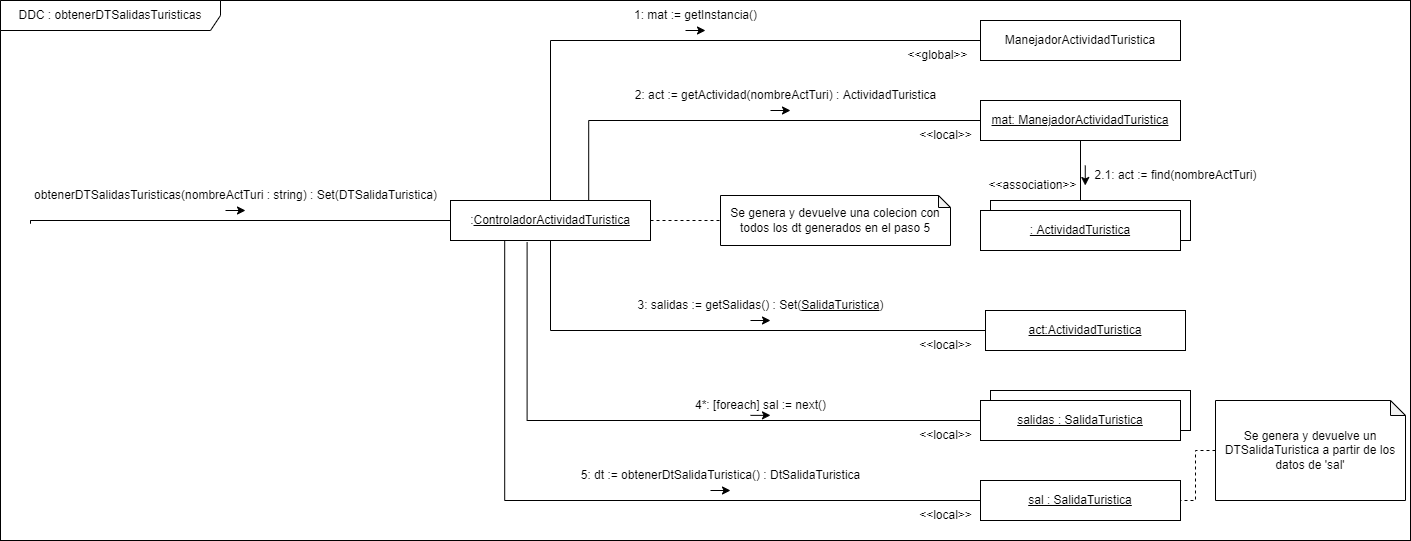 DDC : obtenerDTSalidasTuristicas
1: mat := getInstancia()
ManejadorActividadTuristica
<<global>>
2: act := getActividad(nombreActTuri) : ActividadTuristica
mat: ManejadorActividadTuristica
<<local>>
2.1: act := find(nombreActTuri)
<<association>>
obtenerDTSalidasTuristicas(nombreActTuri : string) : Set(DTSalidaTuristica)
:ControladorActividadTuristica
Se genera y devuelve una colecion con
todos los dt generados en el paso 5
: ActividadTuristica
3: salidas := getSalidas() : Set(SalidaTuristica)
act:ActividadTuristica
<<local>>
4*: [foreach] sal := next()
salidas : SalidaTuristica
<<local>>
Se genera y devuelve un
DTSalidaTuristica a partir de los
datos de 'sal'
5: dt := obtenerDtSalidaTuristica() : DtSalidaTuristica
sal : SalidaTuristica
<<local>>